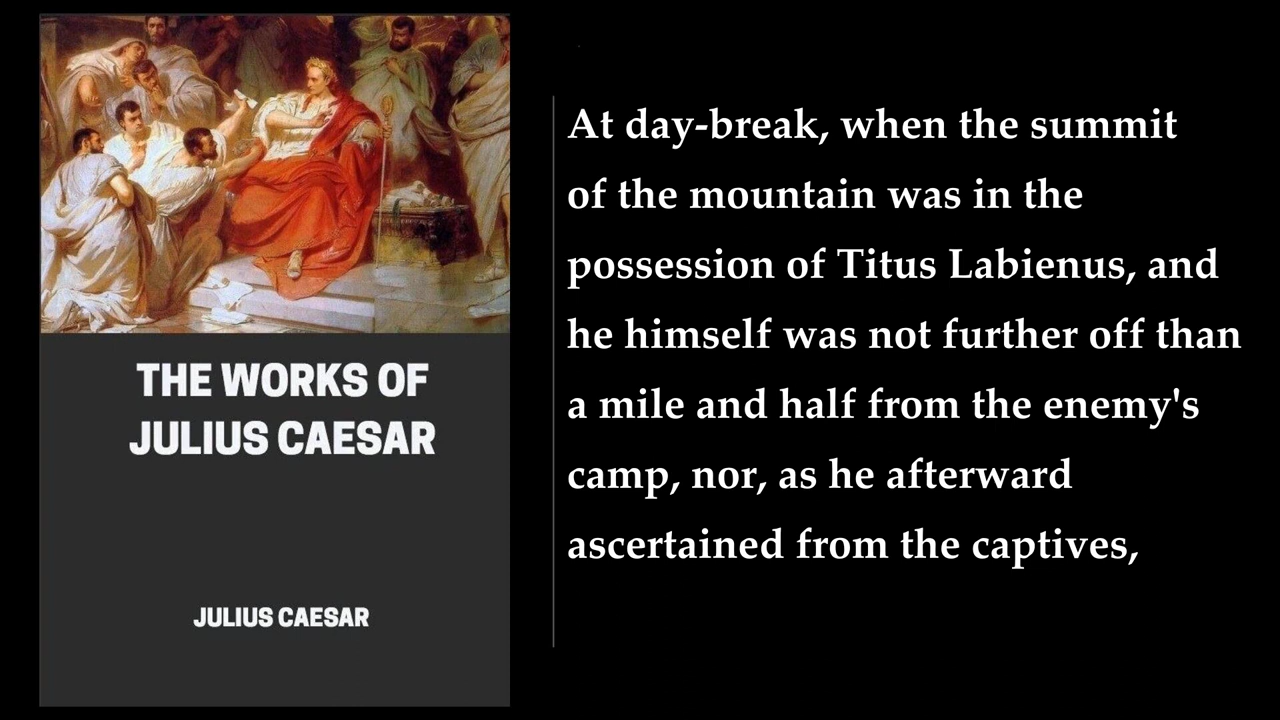 THE WORKS OF
JULIUS CAESAR
JULIUS CAESAR
At day-break, when the summit
of the mountain was in the
possession of Titus Labienus, and
he himself was not further off than
a mile and half from the enemy's
camp, nor, as he afterward
ascertained from the captives,